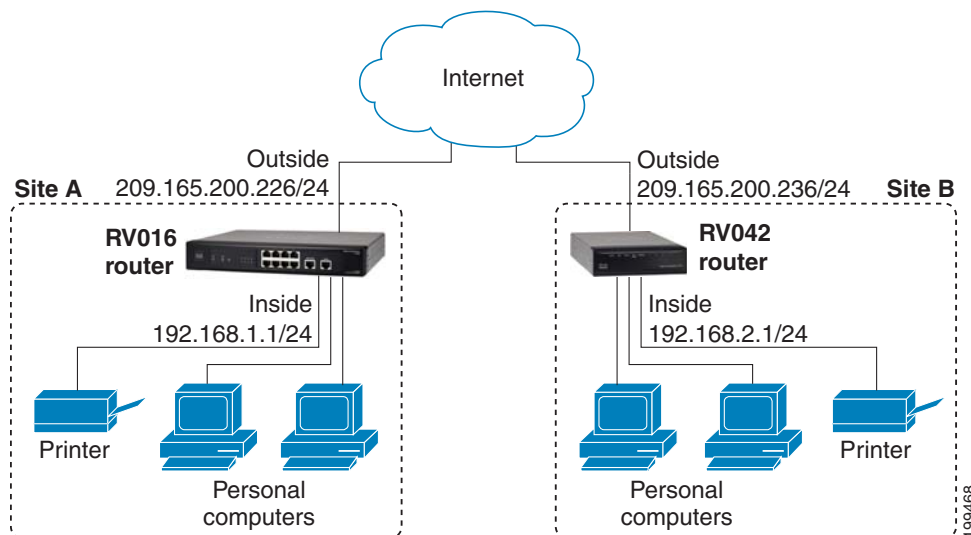 Internet
Outside
209.165.200.226/24
Outside
209.165.200.236/24
Site A
Site B
RV016
router
RV042
router
Inside
192.168.1.1/24
Inside
192.168.2.1/24
Printer
Personal
computers
Personal
computers
Printer
199468